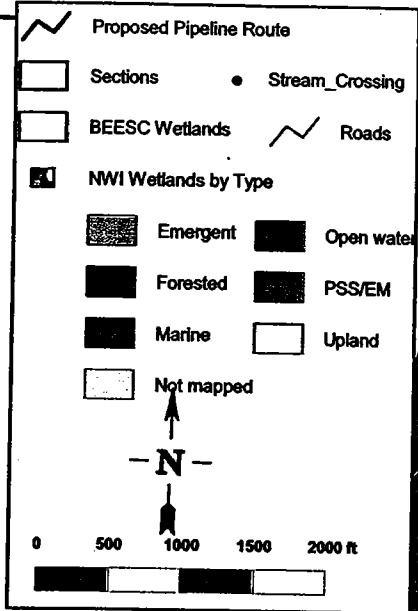 Proposed Pipeline Route
Sections Stream_Crossing
BEESC Wetlands Roads
NWI Wetlands by Type
Emergent Open water
Forested PSS/EM
Marine Upland
Not mapped
N
0 500 1000 1500 2000 ft